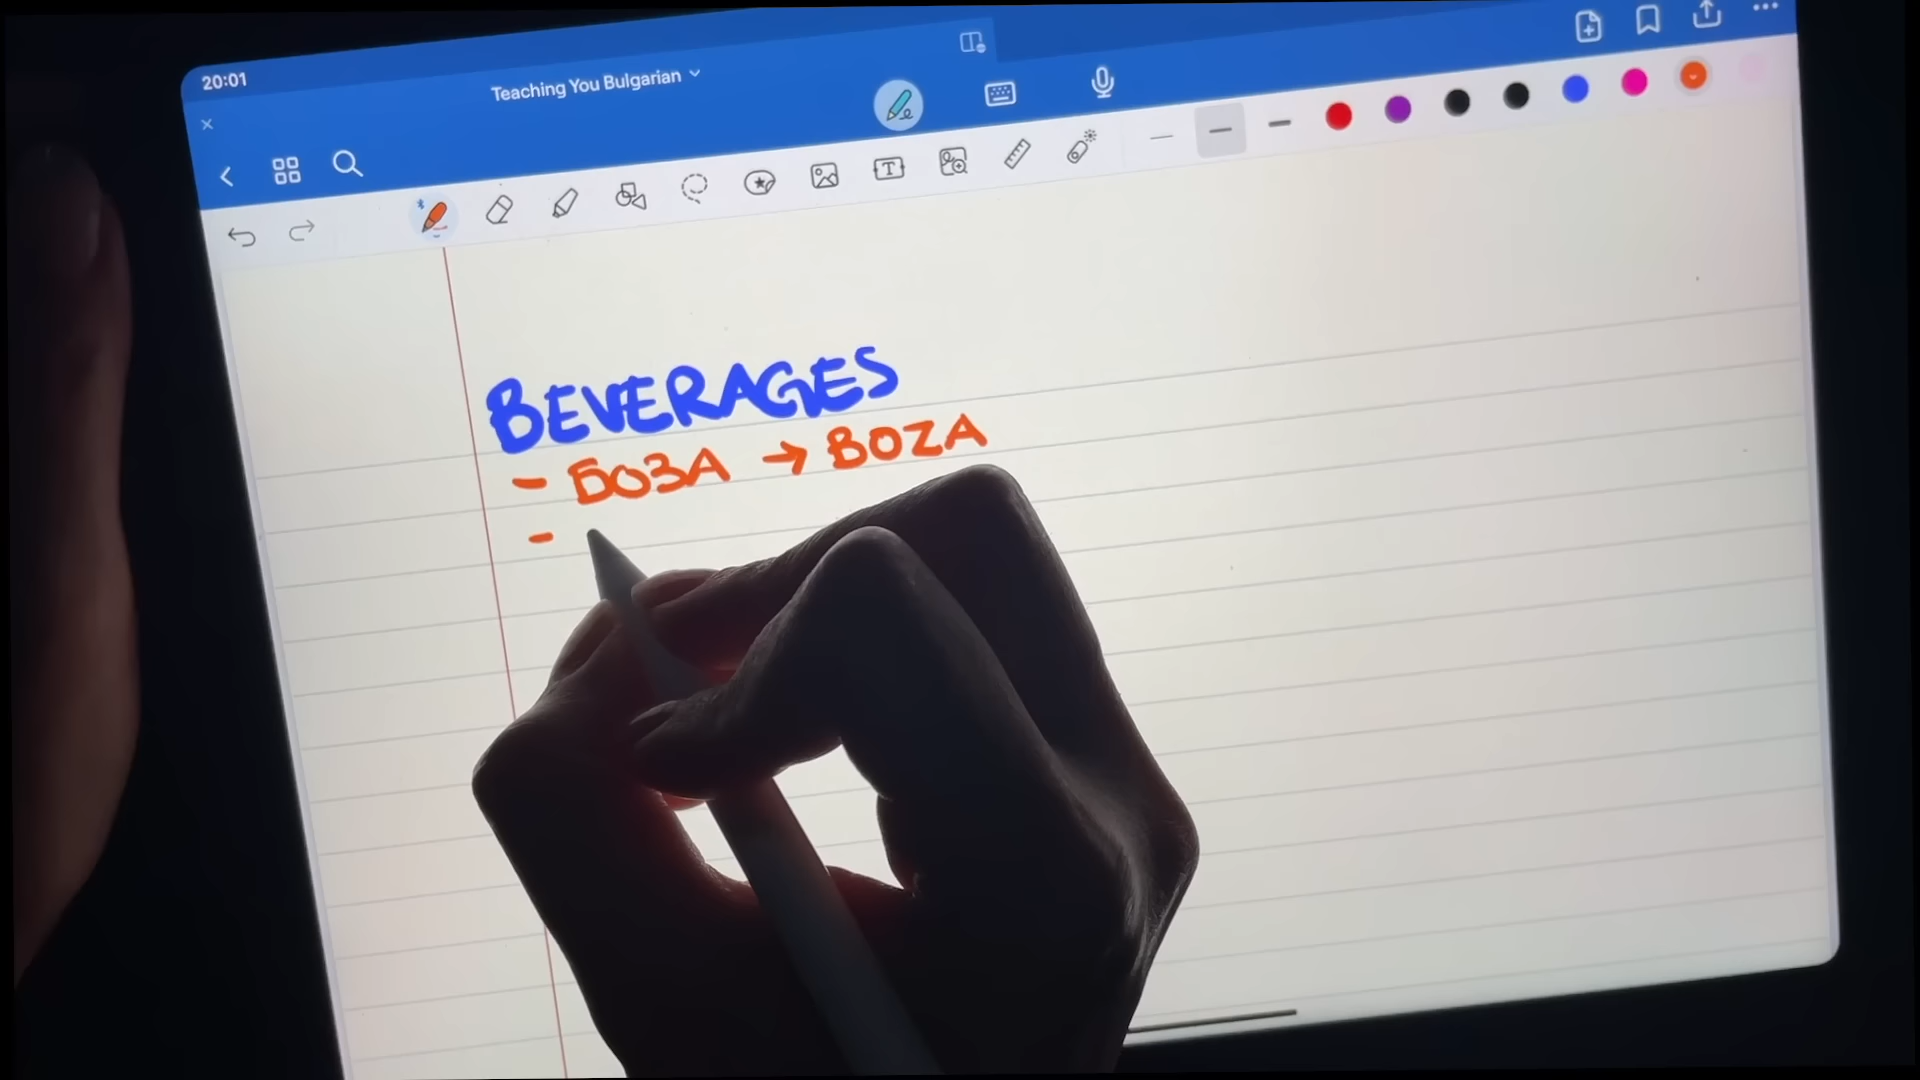 20:01
Teaching You Bulgarian
BEVERAGES
- БОЗА → BOZA
-